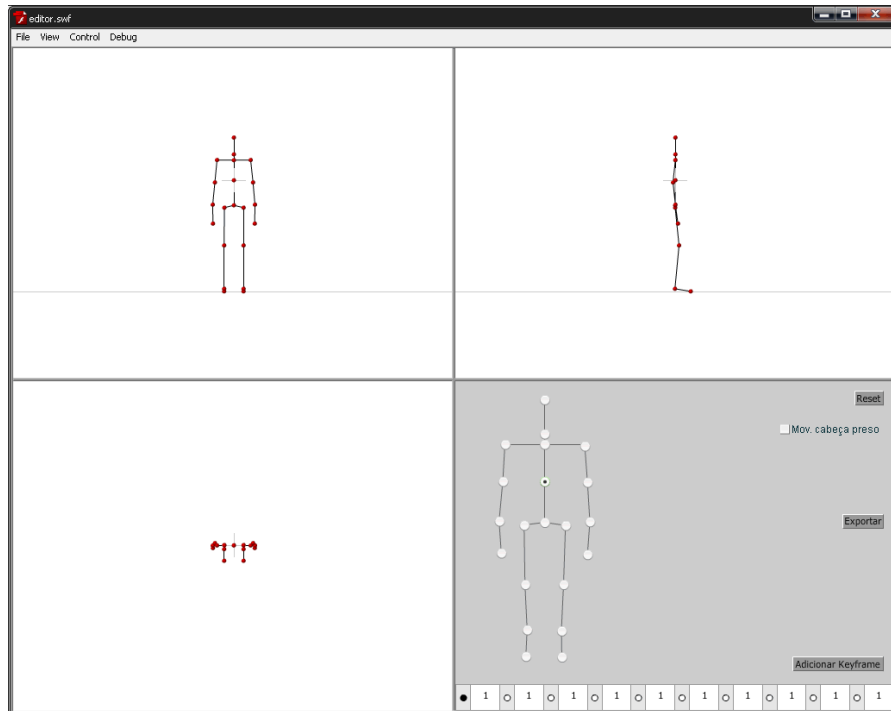 editor.swf
File View Control Debug
Reset
Mov. cabeça preso
Exportar
Adicionar Keyframe
1 1 1 1 1 1 1 1 1 1